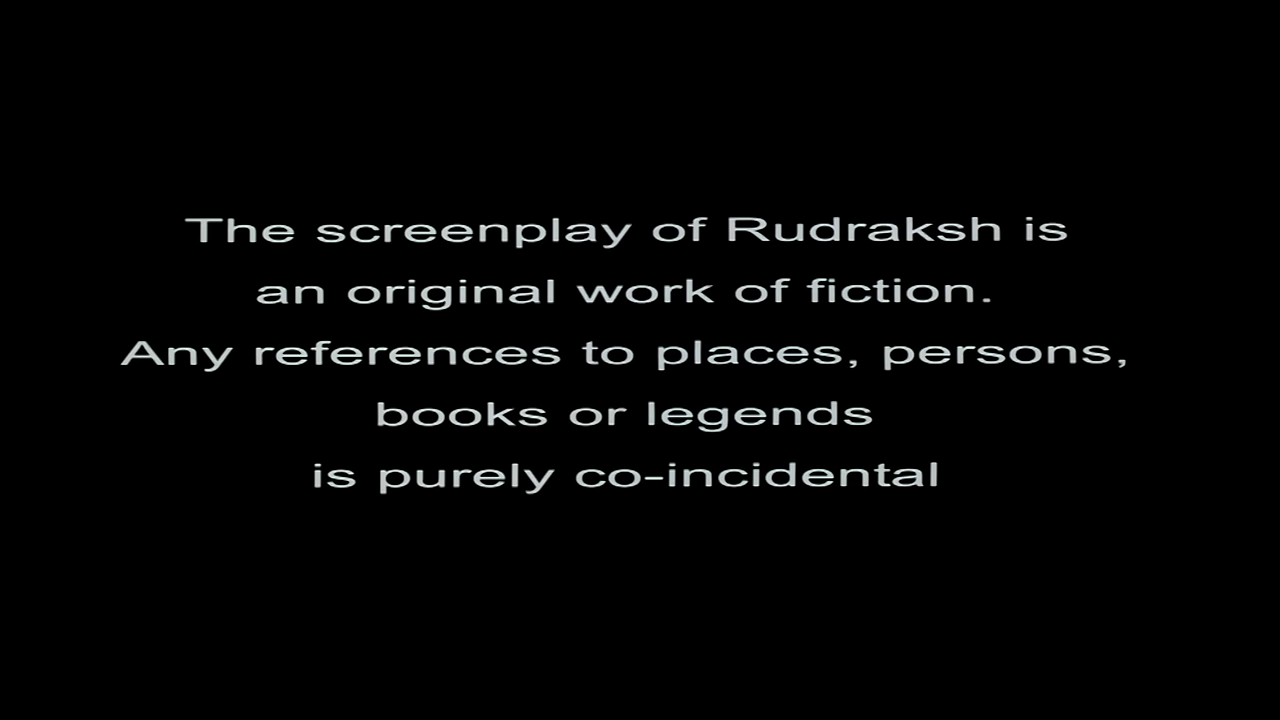 The screenplay of Rudraksh is
an original work of fiction.
Any references to places, persons,
books or legends
is purely co-incidental